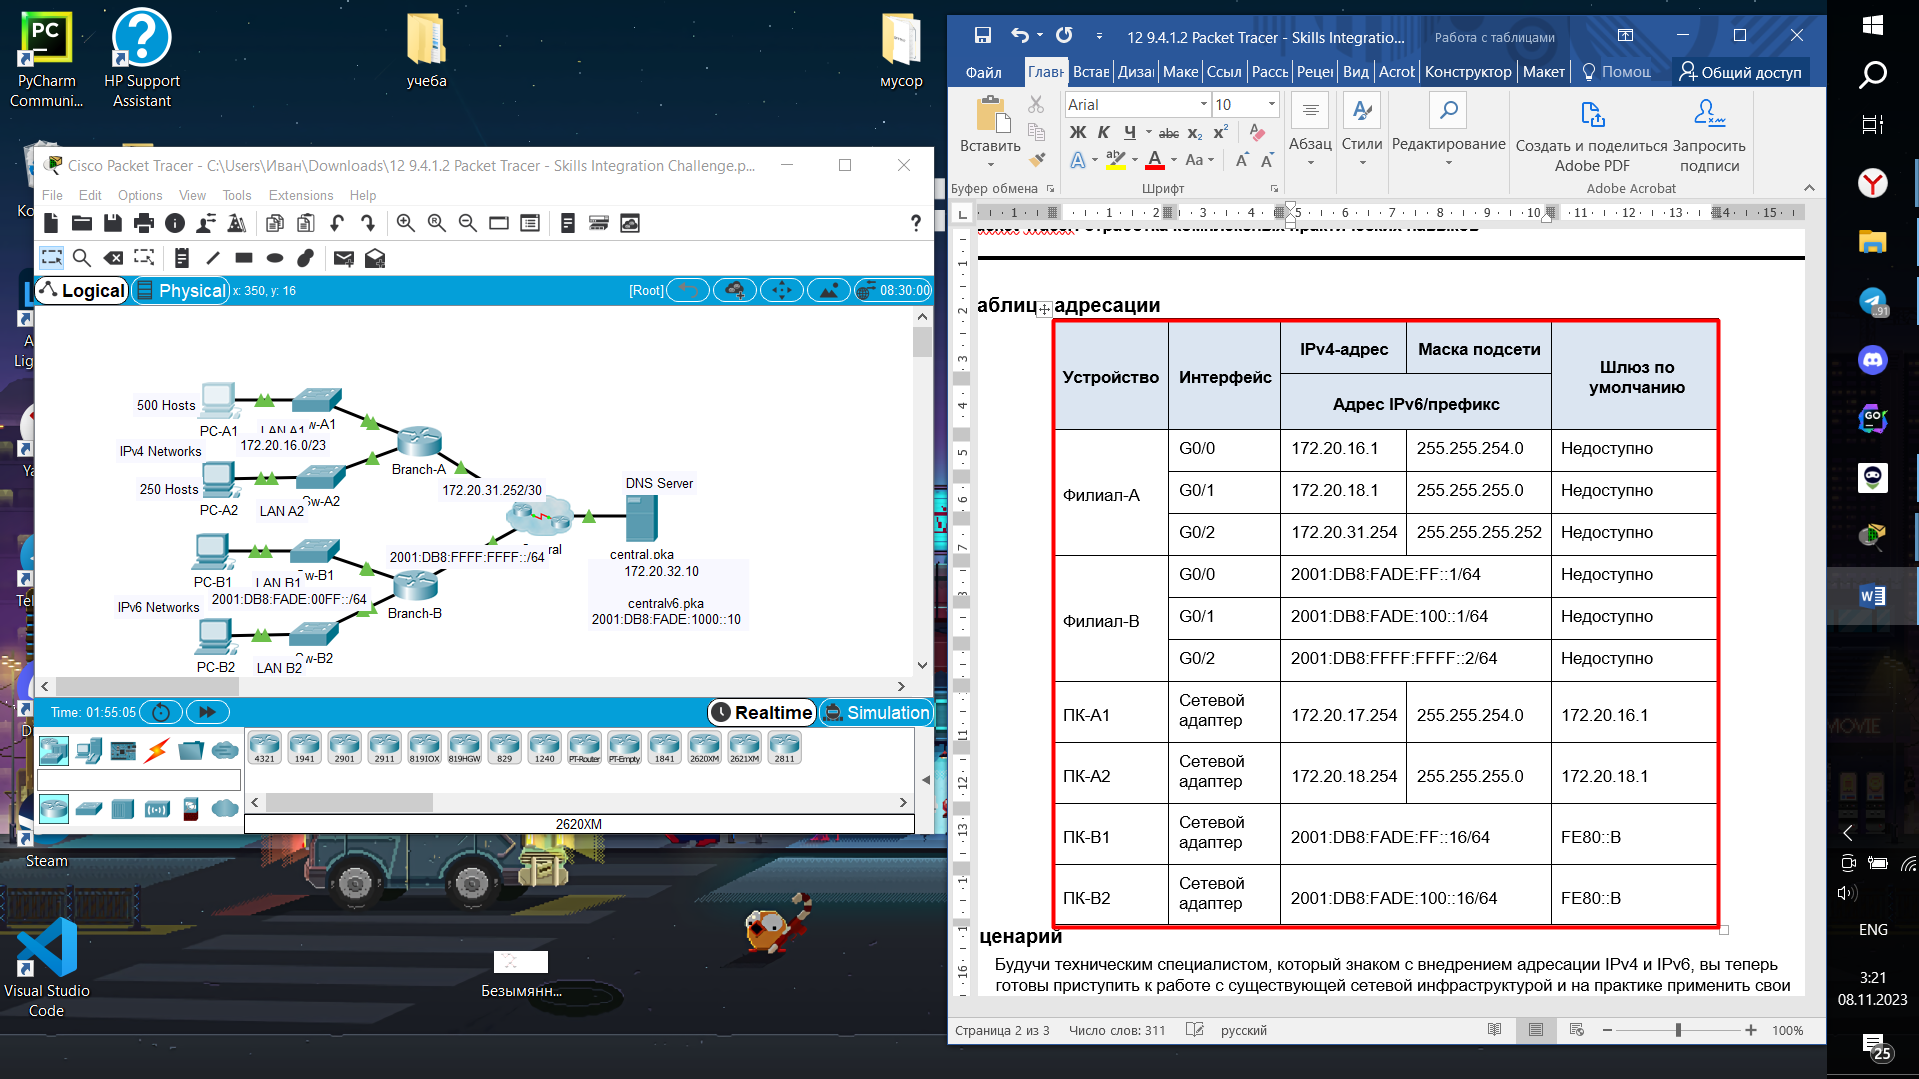 PyCharm
Communi...
HP Support
Assistant
учеба
мусор
Cisco Packet Tracer - C:\Users\Иван\Downloads\12 9.4.1.2 Packet Tracer - Skills Integration Challenge.p...
File Edit Options View Tools Extensions Help
Logical Physical x: 350, y: 16 [Root] 08:30:00
500 Hosts
PC-A1
LAN A1
w-A1
172.20.16.0/23
IPv4 Networks
Branch-A
250 Hosts
PC-A2
LAN A2
w-A2
172.20.31.252/30
DNS Server
2001:DB8:FFFF:FFFF::/64
central.pka
172.20.32.10
centralv6.pka
2001:DB8:FADE:1000::10
PC-B1
LAN B1
w-B1
2001:DB8:FADE:00FF::/64
IPv6 Networks
Branch-B
PC-B2
LAN B2
w-B2
Time: 01:55:05 Realtime Simulation
4321 1941 2901 2911 819IOX 819HGW 829 1240 PT-Router PT-Empty 1841 2620XM 2621XM 2811
2620XM
Steam
Visual Studio
Code
Безымянн...
12 9.4.1.2 Packet Tracer - Skills Integratio... Работа с таблицами
Файл Главн Встав Дизай Маке Ссыл Рассы Рецен Вид Acrob Конструктор Макет Помощ Общий доступ
Вставить
Буфер обмена
Arial 10
Ж К Ч abc x₂ x²
Шрифт
Абзац
Стили
Редактирование
Создать и поделиться
Adobe PDF
Запросить
подписи
Adobe Acrobat
аблиц адресации
Устройство Интерфейс IPv4-адрес Маска подсети Шлюз по умолчанию
Адрес IPv6/префикс
Филиал-A G0/0 172.20.16.1 255.255.254.0 Недоступно
G0/1 172.20.18.1 255.255.255.0 Недоступно
G0/2 172.20.31.254 255.255.255.252 Недоступно
Филиал-B G0/0 2001:DB8:FADE:FF::1/64 Недоступно
G0/1 2001:DB8:FADE:100::1/64 Недоступно
G0/2 2001:DB8:FFFF:FFFF::2/64 Недоступно
ПК-A1 Сетевой адаптер 172.20.17.254 255.255.254.0 172.20.16.1
ПК-A2 Сетевой адаптер 172.20.18.254 255.255.255.0 172.20.18.1
ПК-B1 Сетевой адаптер 2001:DB8:FADE:FF::16/64 FE80::B
ПК-B2 Сетевой адаптер 2001:DB8:FADE:100::16/64 FE80::B
ценарий
Будучи техническим специалистом, который знаком с внедрением адресации IPv4 и IPv6, вы теперь
готовы приступить к работе с существующей сетевой инфраструктурой и на практике применить свои
Страница 2 из 3 Число слов: 311 русский 100%
91
GO
ENG
3:21
08.11.2023
25